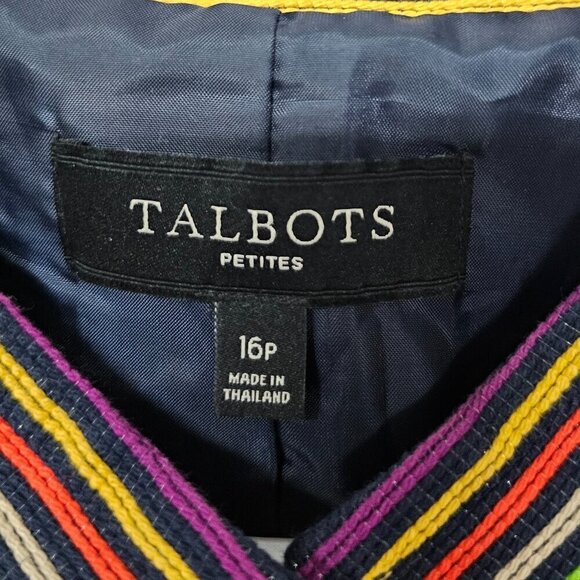 TALBOTS
PETITES
16P
MADE IN
THAILAND